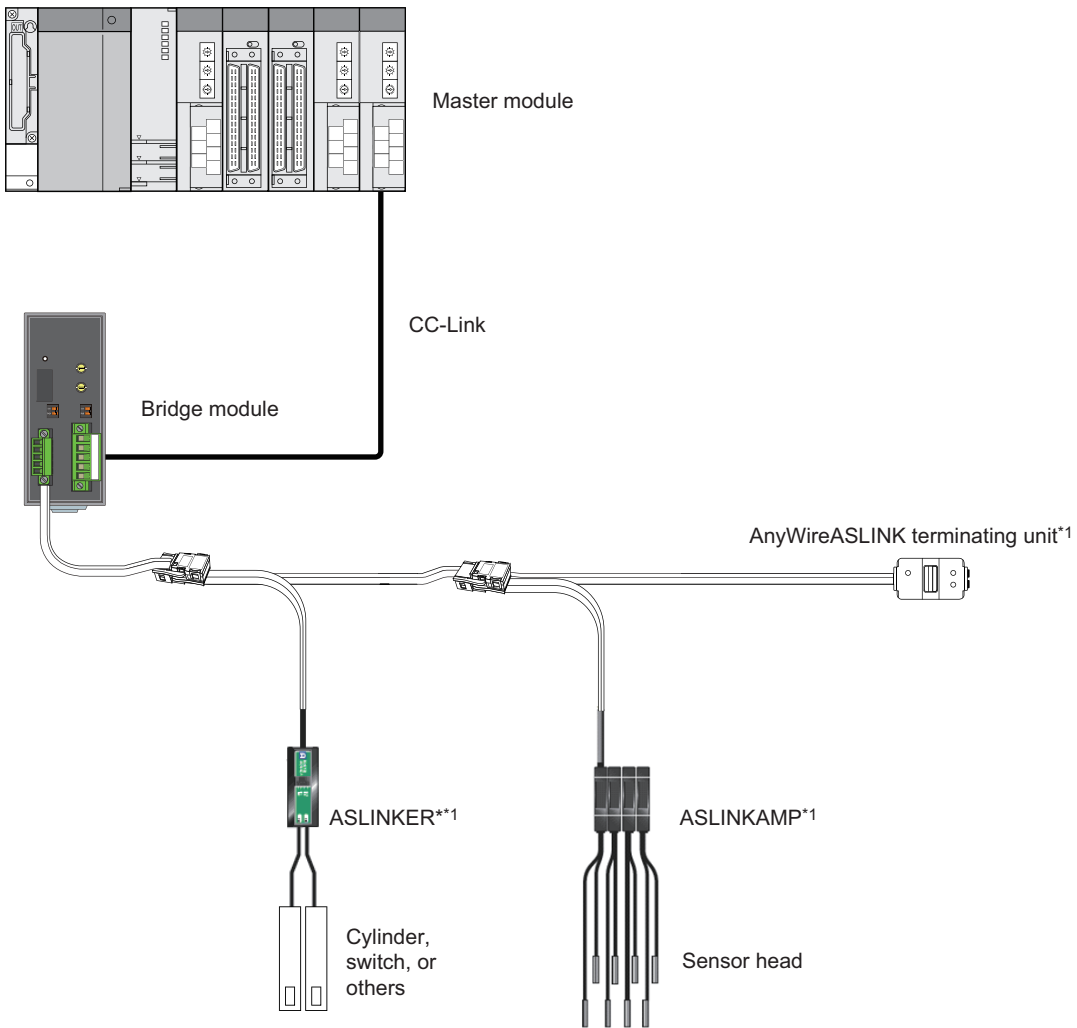 OUT
Master module
CC-Link
Bridge module
AnyWireASLINK terminating unit*1
ASLINKER**1
ASLINKAMP*1
Cylinder,
switch, or
others
Sensor head